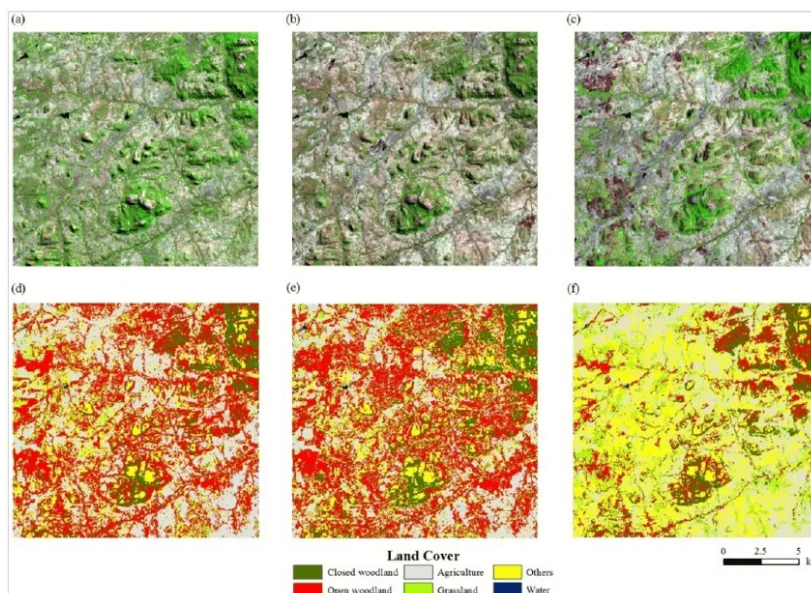 (a) (b) (c)
(d) (e) (f)
Land Cover
Closed woodland Agriculture Others
Open woodland Grassland Water
0 2.5 5
k